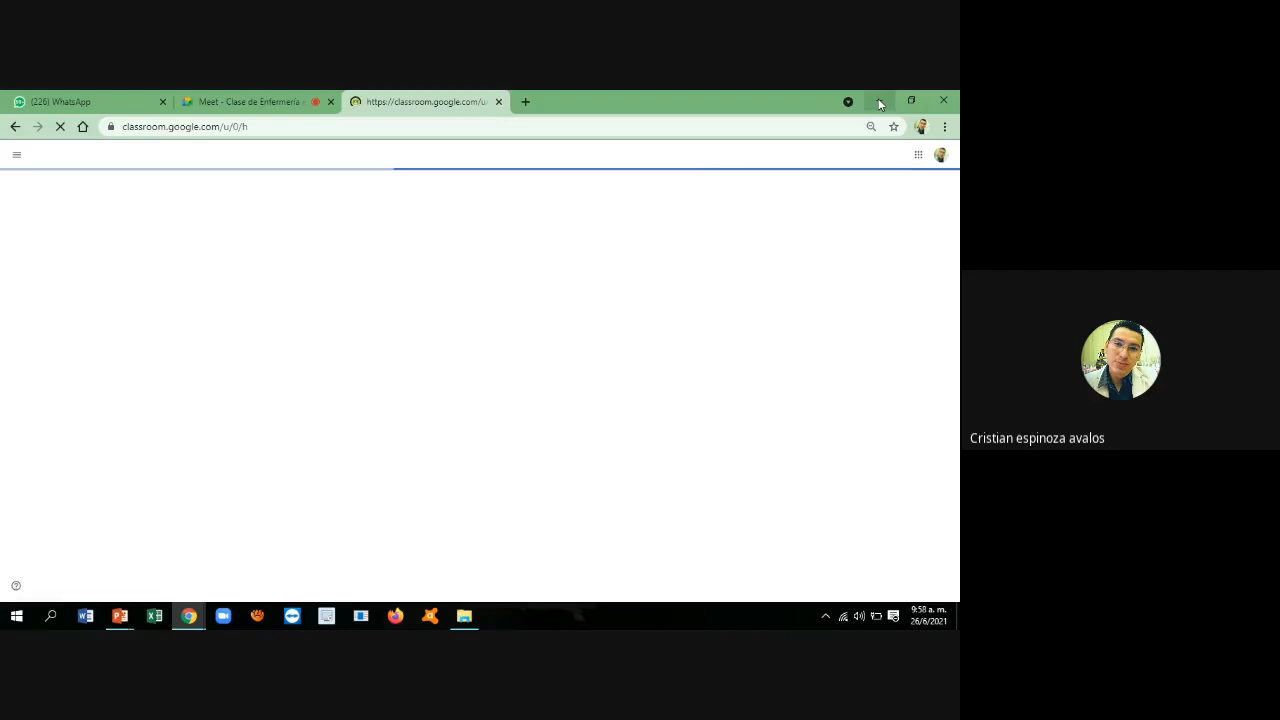 (226) WhatsApp
Meet - Clase de Enfermería
https://classroom.google.com/u/
classroom.google.com/u/0/h
Cristian espinoza avalos
9:58 a. m.
26/6/2021